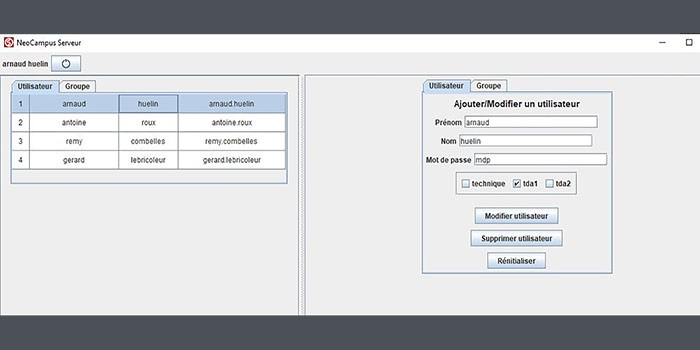 NeoCampus Serveur
arnaud huelin
Utilisateur Groupe
1 arnaud huelin arnaud.huelin
2 antoine roux antoine.roux
3 remy combelles remy.combelles
4 gerard lebricoleur gerard.lebricoleur
Utilisateur Groupe
Ajouter/Modifier un utilisateur
Prénom arnaud
Nom huelin
Mot de passe mdp
technique tda1 tda2
Modifier utilisateur
Supprimer utilisateur
Rénitialiser